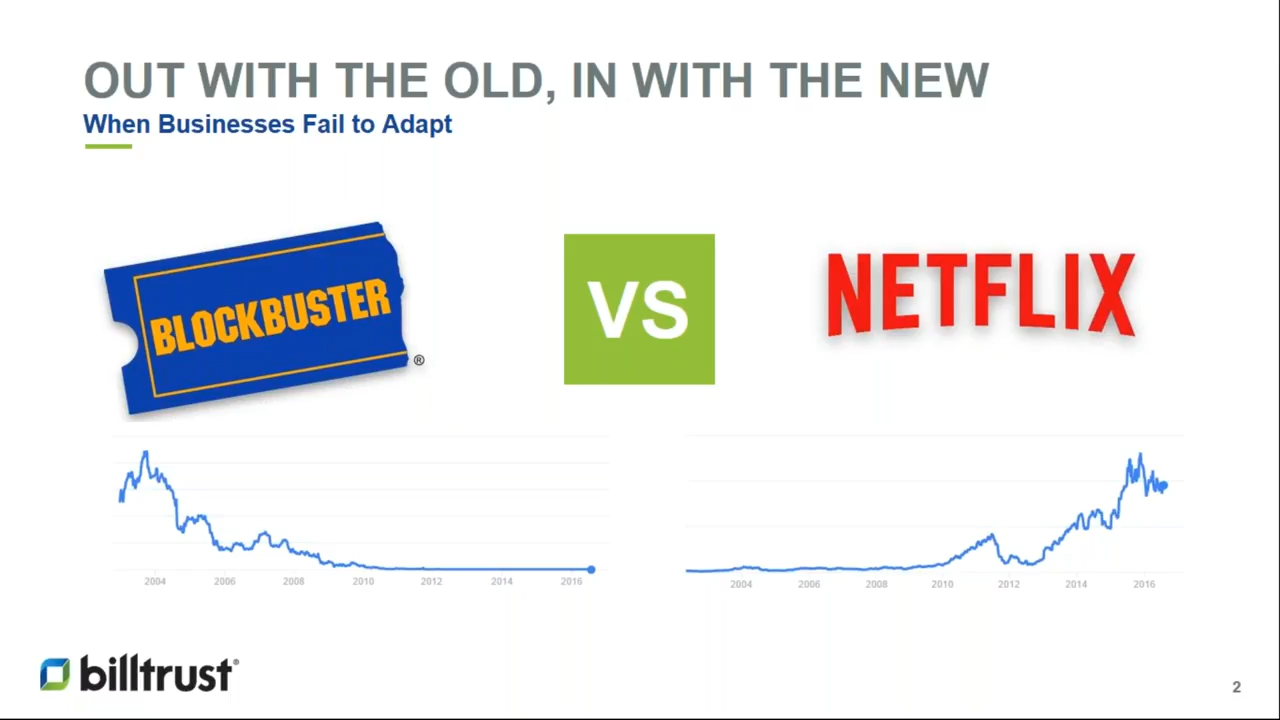 OUT WITH THE OLD, IN WITH THE NEW
When Businesses Fail to Adapt
BLOCKBUSTER
®
VS
NETFLIX
2004 2006 2008 2010 2012 2014 2016
2004 2006 2008 2010 2012 2014 2016
billtrust®
2